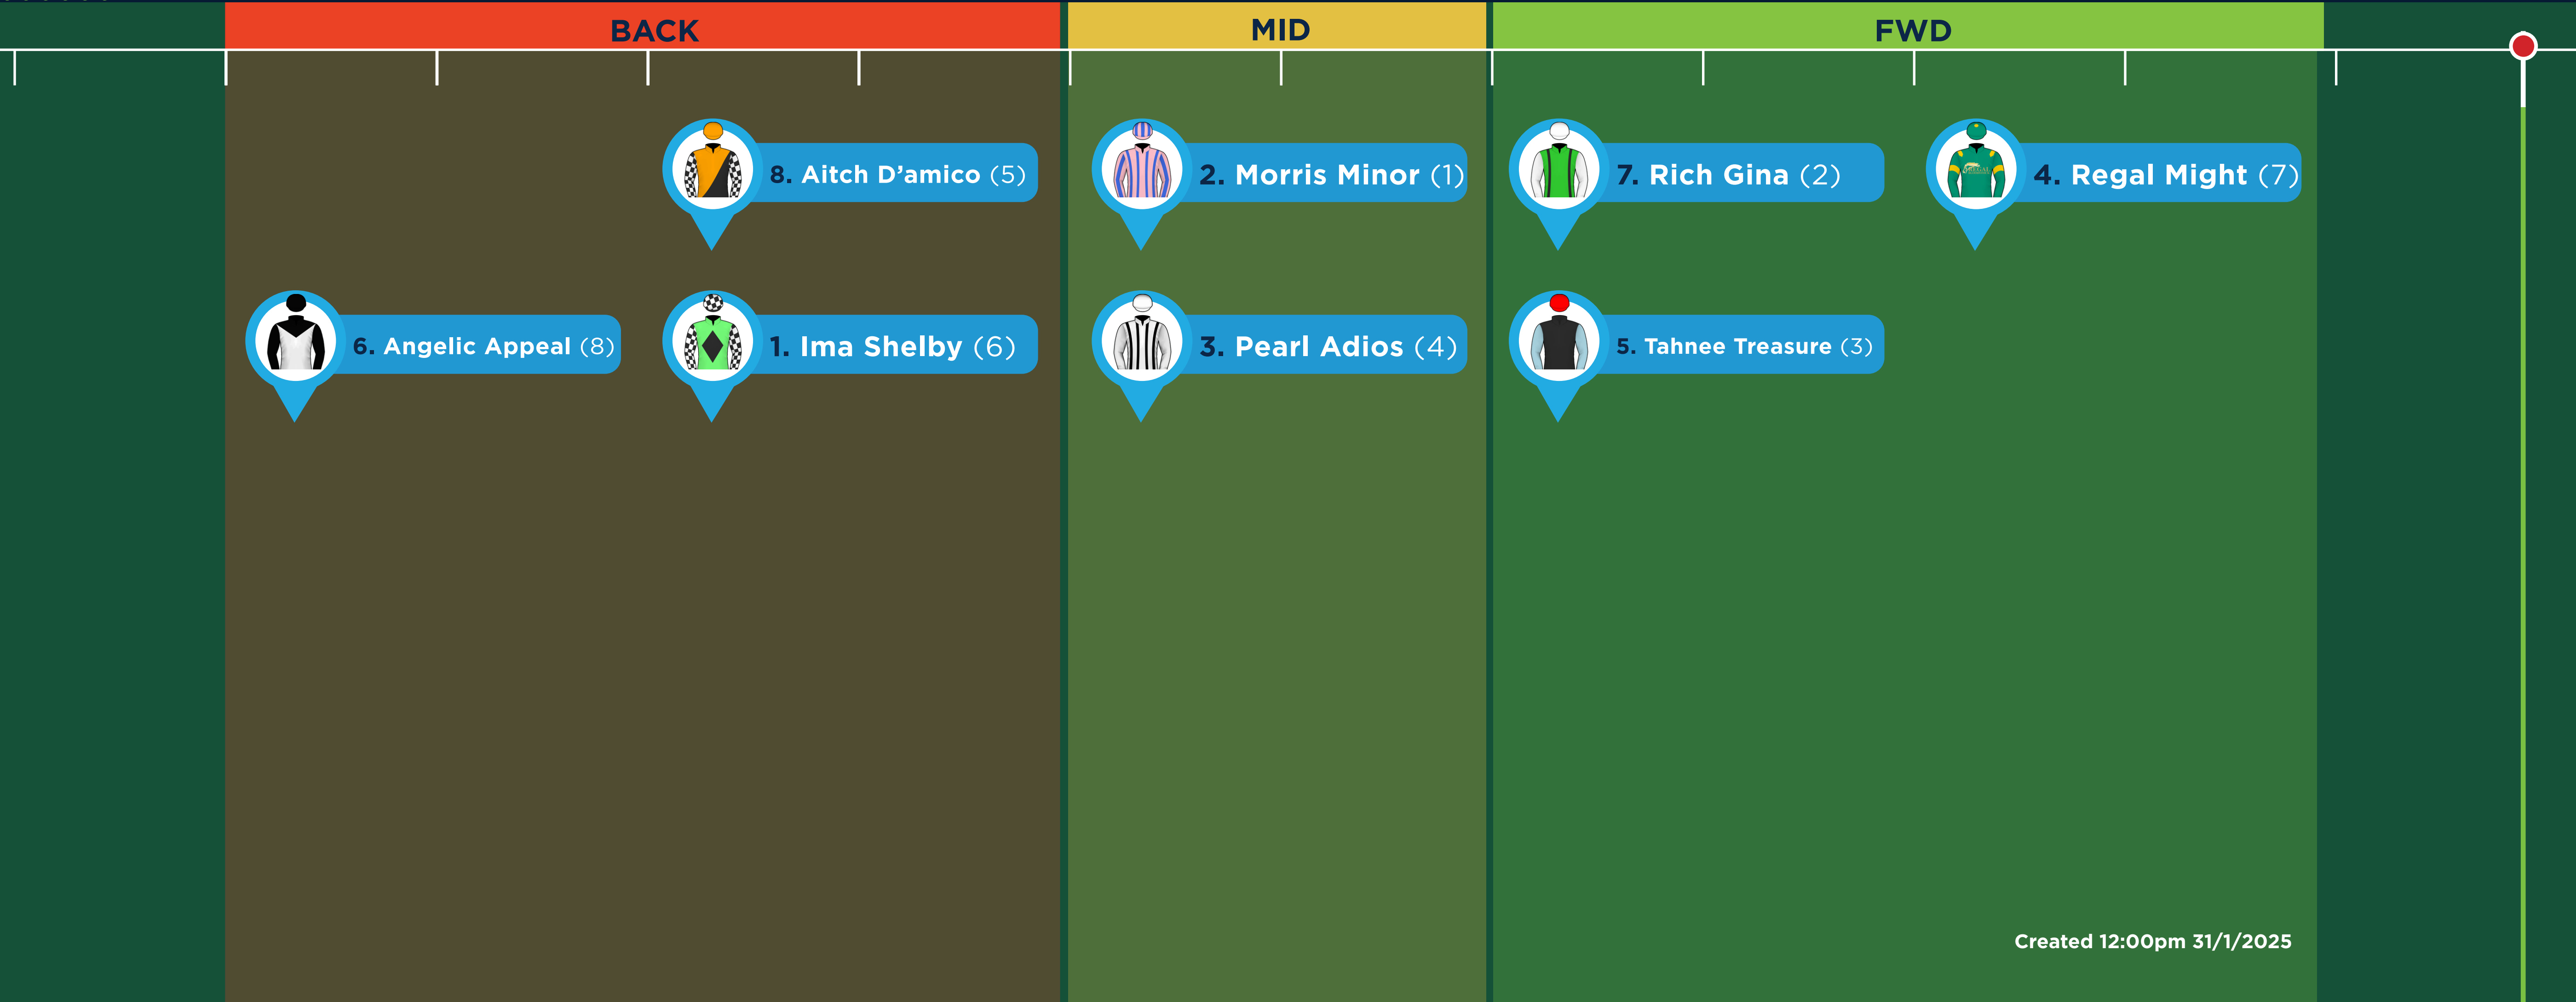 BACK
MID
FWD
8. Aitch D’amico (5)
2. Morris Minor (1)
7. Rich Gina (2)
4. Regal Might (7)
6. Angelic Appeal (8)
1. Ima Shelby (6)
3. Pearl Adios (4)
5. Tahnee Treasure (3)
Created 12:00pm 31/1/2025